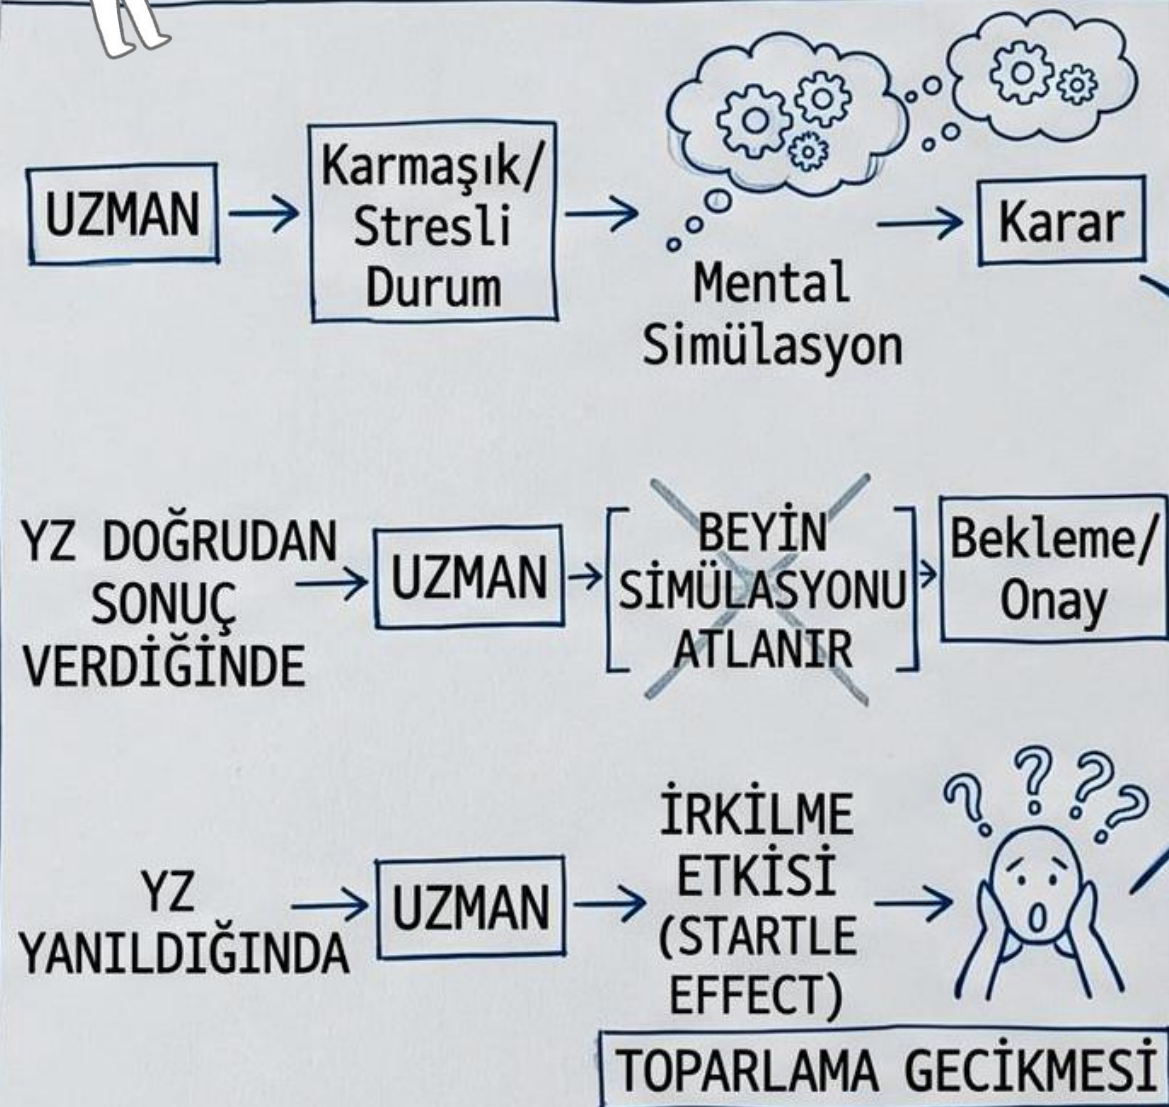 UZMAN
Karmaşık/
Stresli
Durum
Mental
Simülasyon
Karar
YZ DOĞRUDAN
SONUÇ
VERDİĞİNDE
UZMAN
BEYİN
SİMÜLASYONU
ATLANIR
Bekleme/
Onay
YZ
YANILDIĞINDA
UZMAN
İRKİLME
ETKİSİ
(STARTLE
EFFECT)
? ? ? ?
TOPARLAMA GECİKMESİ